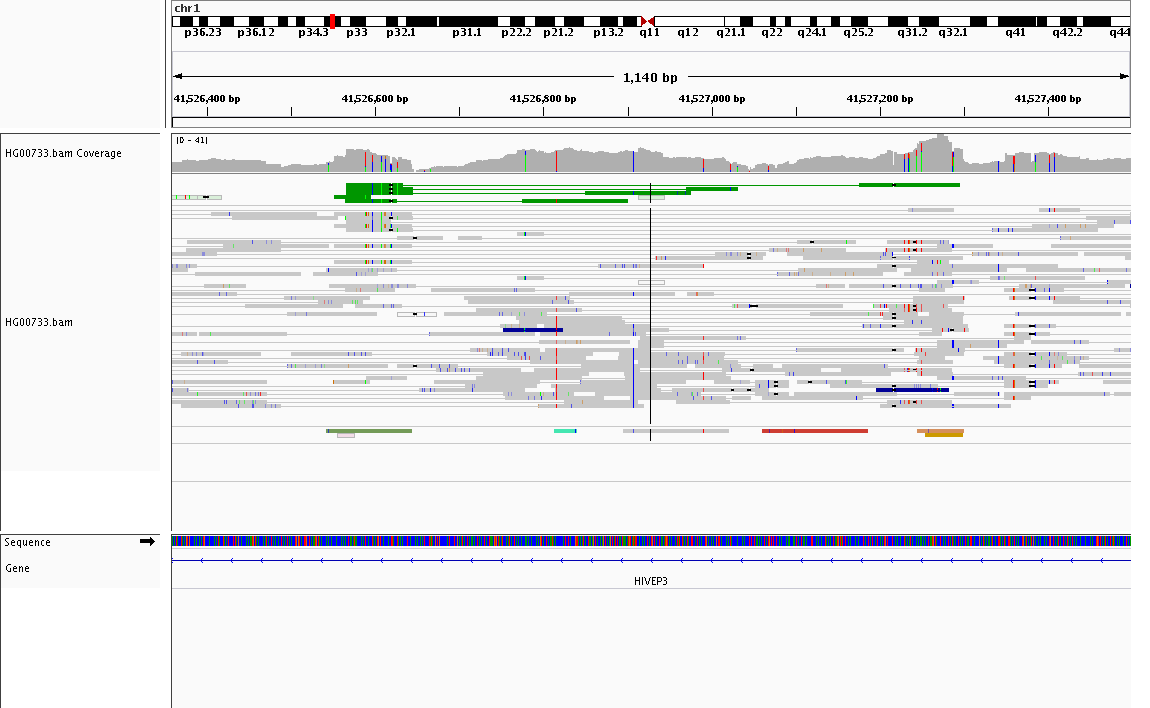 chr1
p36.23 p36.12 p34.3 p33 p32.1 p31.1 p22.2 p21.2 p13.2 q11 q12 q21.1 q22 q24.1 q25.2 q31.2 q32.1 q41 q42.2 q44
1,140 bp
41,526,400 bp 41,526,600 bp 41,526,800 bp 41,527,000 bp 41,527,200 bp 41,527,400 bp
[0 - 41]
HG00733.bam Coverage
HG00733.bam
Sequence
Gene
HIVEP3